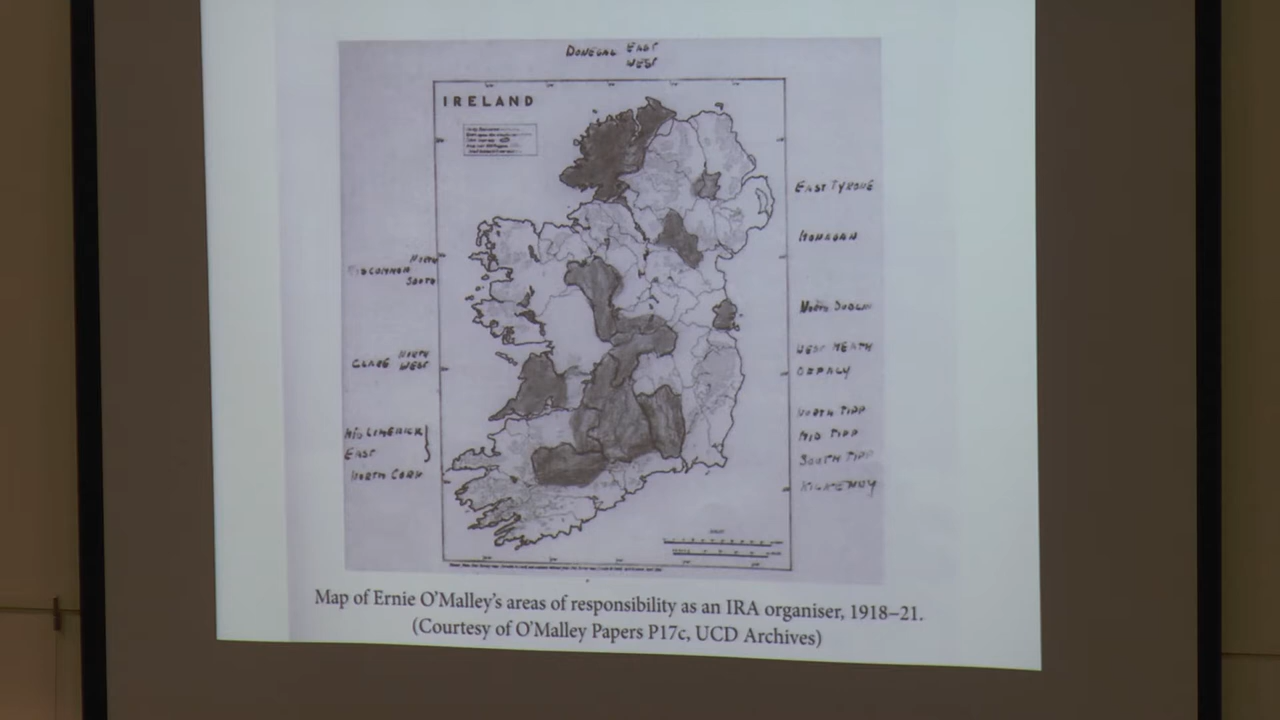 DONEGAL EAST
WEST
IRELAND
EAST TYRONE
MONAGAN
NORTH
ROSCOMMON
SOUTH
NORTH DUBLIN
WEST MEATH
OFFALY
NORTH
CLARE WEST
NORTH TIPP
MID TIPP
SOUTH TIPP
KILKENNY
MID LIMERICK
EAST
NORTH CORK
Map of Ernie O’Malley’s areas of responsibility as an IRA organiser, 1918–21.
(Courtesy of O’Malley Papers P17c, UCD Archives)